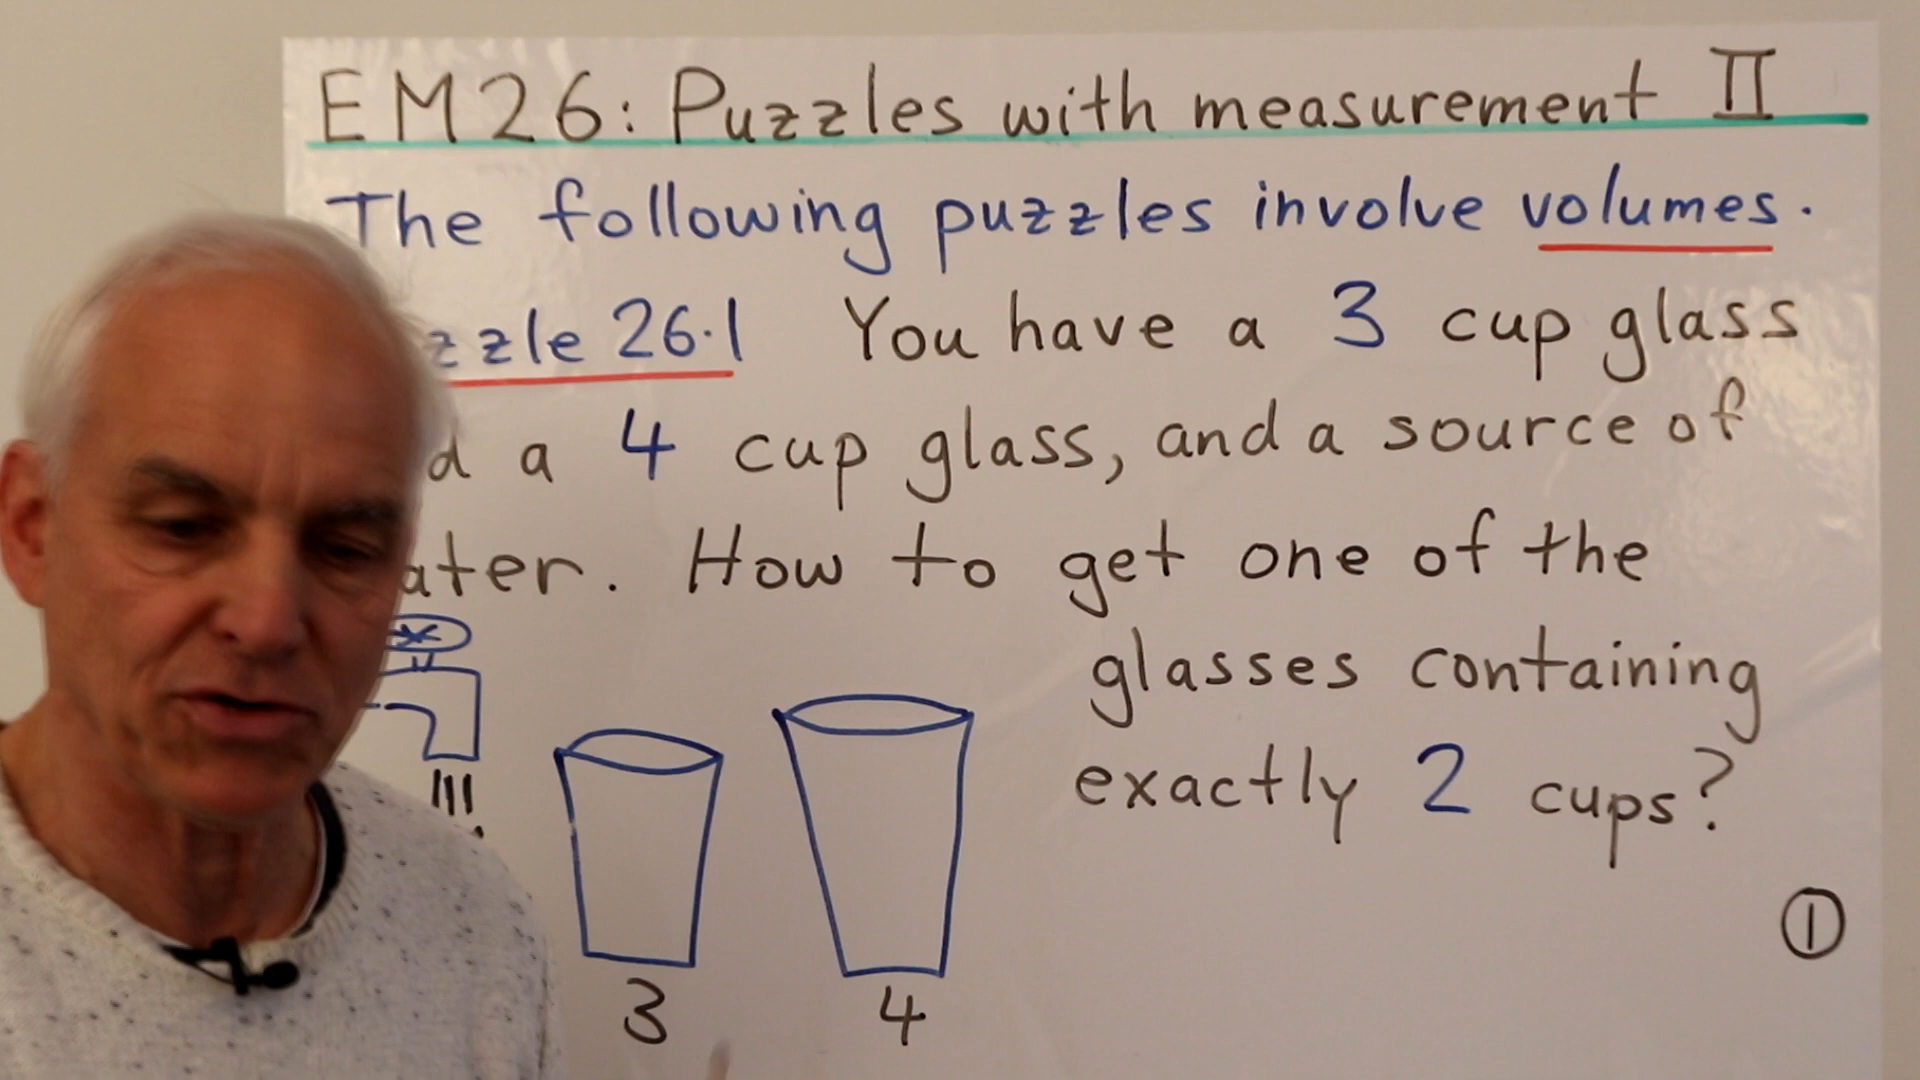 EM26: Puzzles with measurement II
The following puzzles involve volumes.
zzle 26.1 You have a 3 cup glass
d a 4 cup glass, and a source of
ater. How to get one of the
glasses containing
exactly 2 cups?
3 4
1